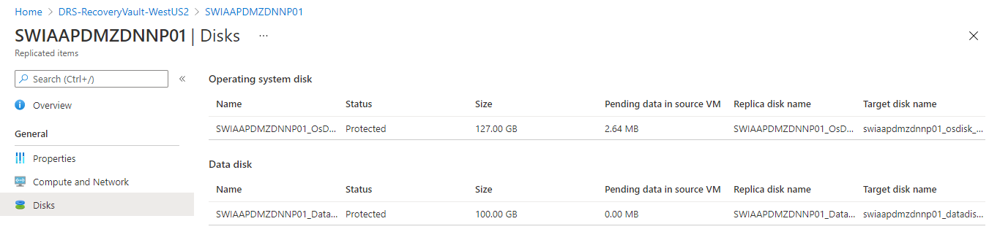 Home > DRS-RecoveryVault-WestUS2 > SWIAAPDMZDNNP01
SWIAAPDMZDNNP01 | Disks ...
Replicated items
Search (Ctrl+/) «
Overview
General
Properties
Compute and Network
Disks
Operating system disk
Name Status Size Pending data in source VM Replica disk name Target disk name
SWIAAPDMZDNNP01_OsD... Protected 127.00 GB 2.64 MB SWIAAPDMZDNNP01_OsD... swiaapdmzdnnp01_osdisk_...
Data disk
Name Status Size Pending data in source VM Replica disk name Target disk name
SWIAAPDMZDNNP01_Data... Protected 100.00 GB 0.00 MB SWIAAPDMZDNNP01_Data... swiaapdmzdnnp01_datadis...